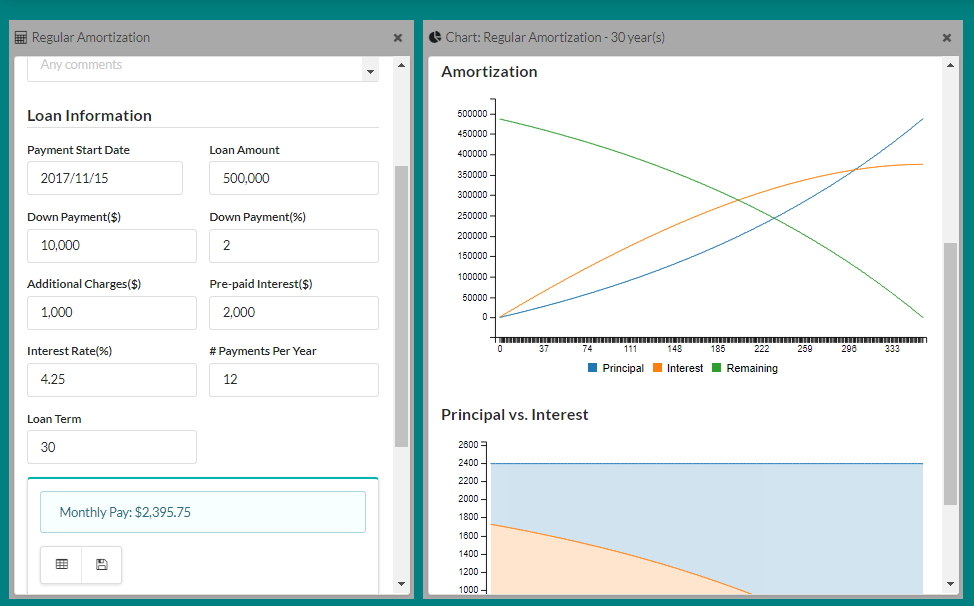 Regular Amortization
Any comments
Loan Information
Payment Start Date
Loan Amount
2017/11/15
500,000
Down Payment($)
Down Payment(%)
10,000
2
Additional Charges($)
Pre-paid Interest($)
1,000
2,000
Interest Rate(%)
# Payments Per Year
4.25
12
Loan Term
30
Monthly Pay: $2,395.75
Chart: Regular Amortization - 30 year(s)
Amortization
500000
450000
400000
350000
300000
250000
200000
150000
100000
50000
0
0 37 74 111 148 185 222 259 296 333
Principal Interest Remaining
Principal vs. Interest
2600
2400
2200
2000
1800
1600
1400
1200
1000